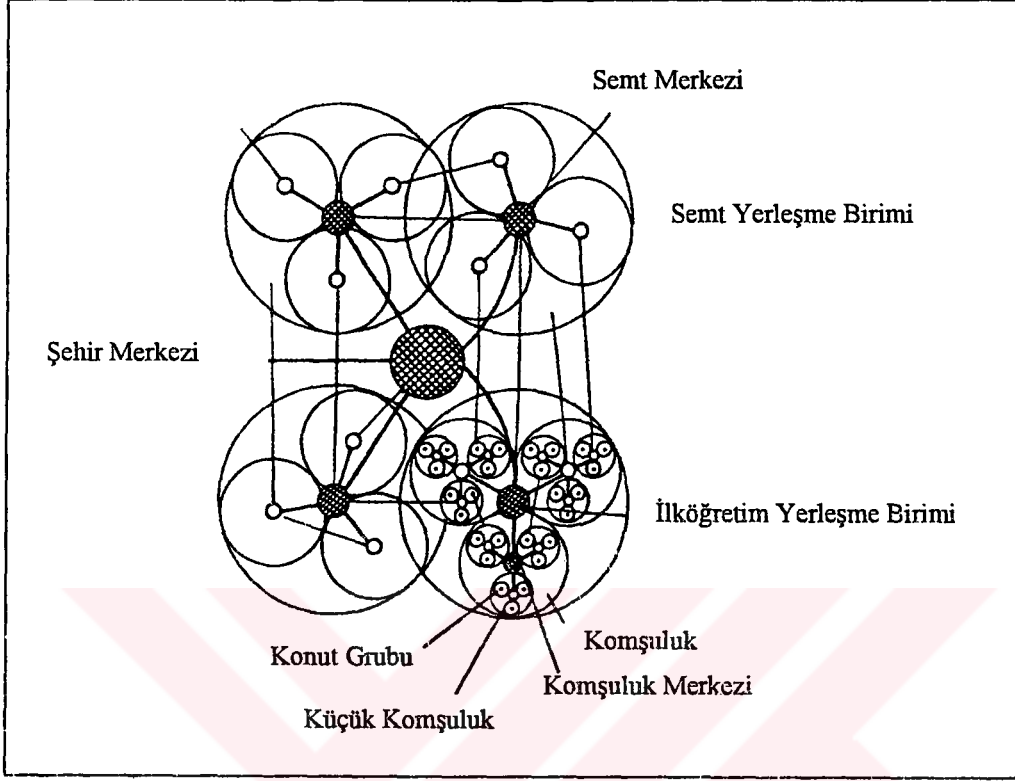 Semt Merkezi
Semt Yerleşme Birimi
Şehir Merkezi
İlköğretim Yerleşme Birimi
Komşuluk
Konut Grubu
Komşuluk Merkezi
Küçük Komşuluk